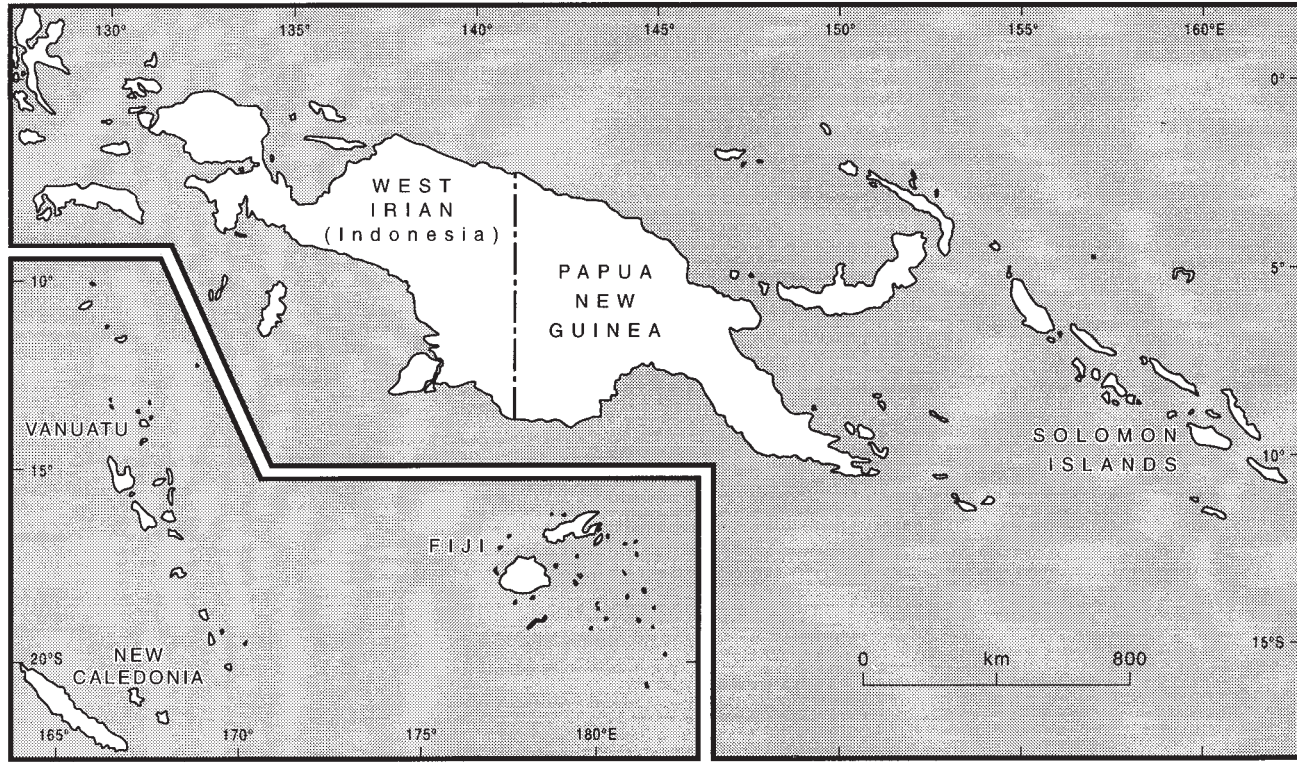 130° 135° 140° 145° 150° 155° 160°
0°
WEST
IRIAN
(Indonesia)
PAPUA
NEW
GUINEA
5°
10°
VANUATU
SOLOMON
ISLANDS
10°
15°
FIJI
15°S
NEW
CALEDONIA
20°S
0 km 800
165° 170° 175° 180°E